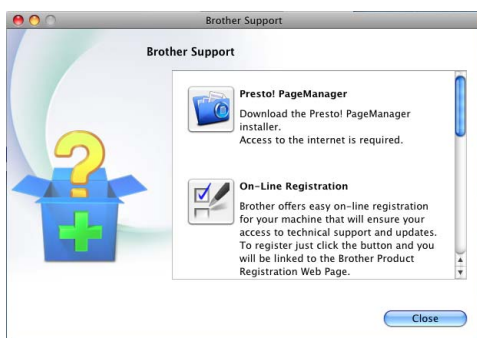 Brother Support
Brother Support
Presto! PageManager
Download the Presto! PageManager
installer.
Access to the internet is required.
On-Line Registration
Brother offers easy on-line registration
for your machine that will ensure your
access to technical support and updates.
To register just click the button and you
will be linked to the Brother Product
Registration Web Page.
Close